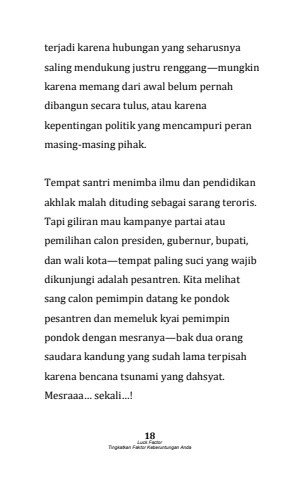 terjadi karena hubungan yang seharusnya
saling mendukung justru renggang—mungkin
karena memang dari awal belum pernah
dibangun secara tulus, atau karena
kepentingan politik yang mencampuri peran
masing-masing pihak.
Tempat santri menimba ilmu dan pendidikan
akhlak malah dituding sebagai sarang teroris.
Tapi giliran mau kampanye partai atau
pemilihan calon presiden, gubernur, bupati,
dan wali kota—tempat paling suci yang wajib
dikunjungi adalah pesantren. Kita melihat
sang calon pemimpin datang ke pondok
pesantren dan memeluk kyai pemimpin
pondok dengan mesranya—bak dua orang
saudara kandung yang sudah lama terpisah
karena bencana tsunami yang dahsyat.
Mesraaa... sekali...!
18
Luck Factor
Tingkatkan Faktor Keberuntungan Anda